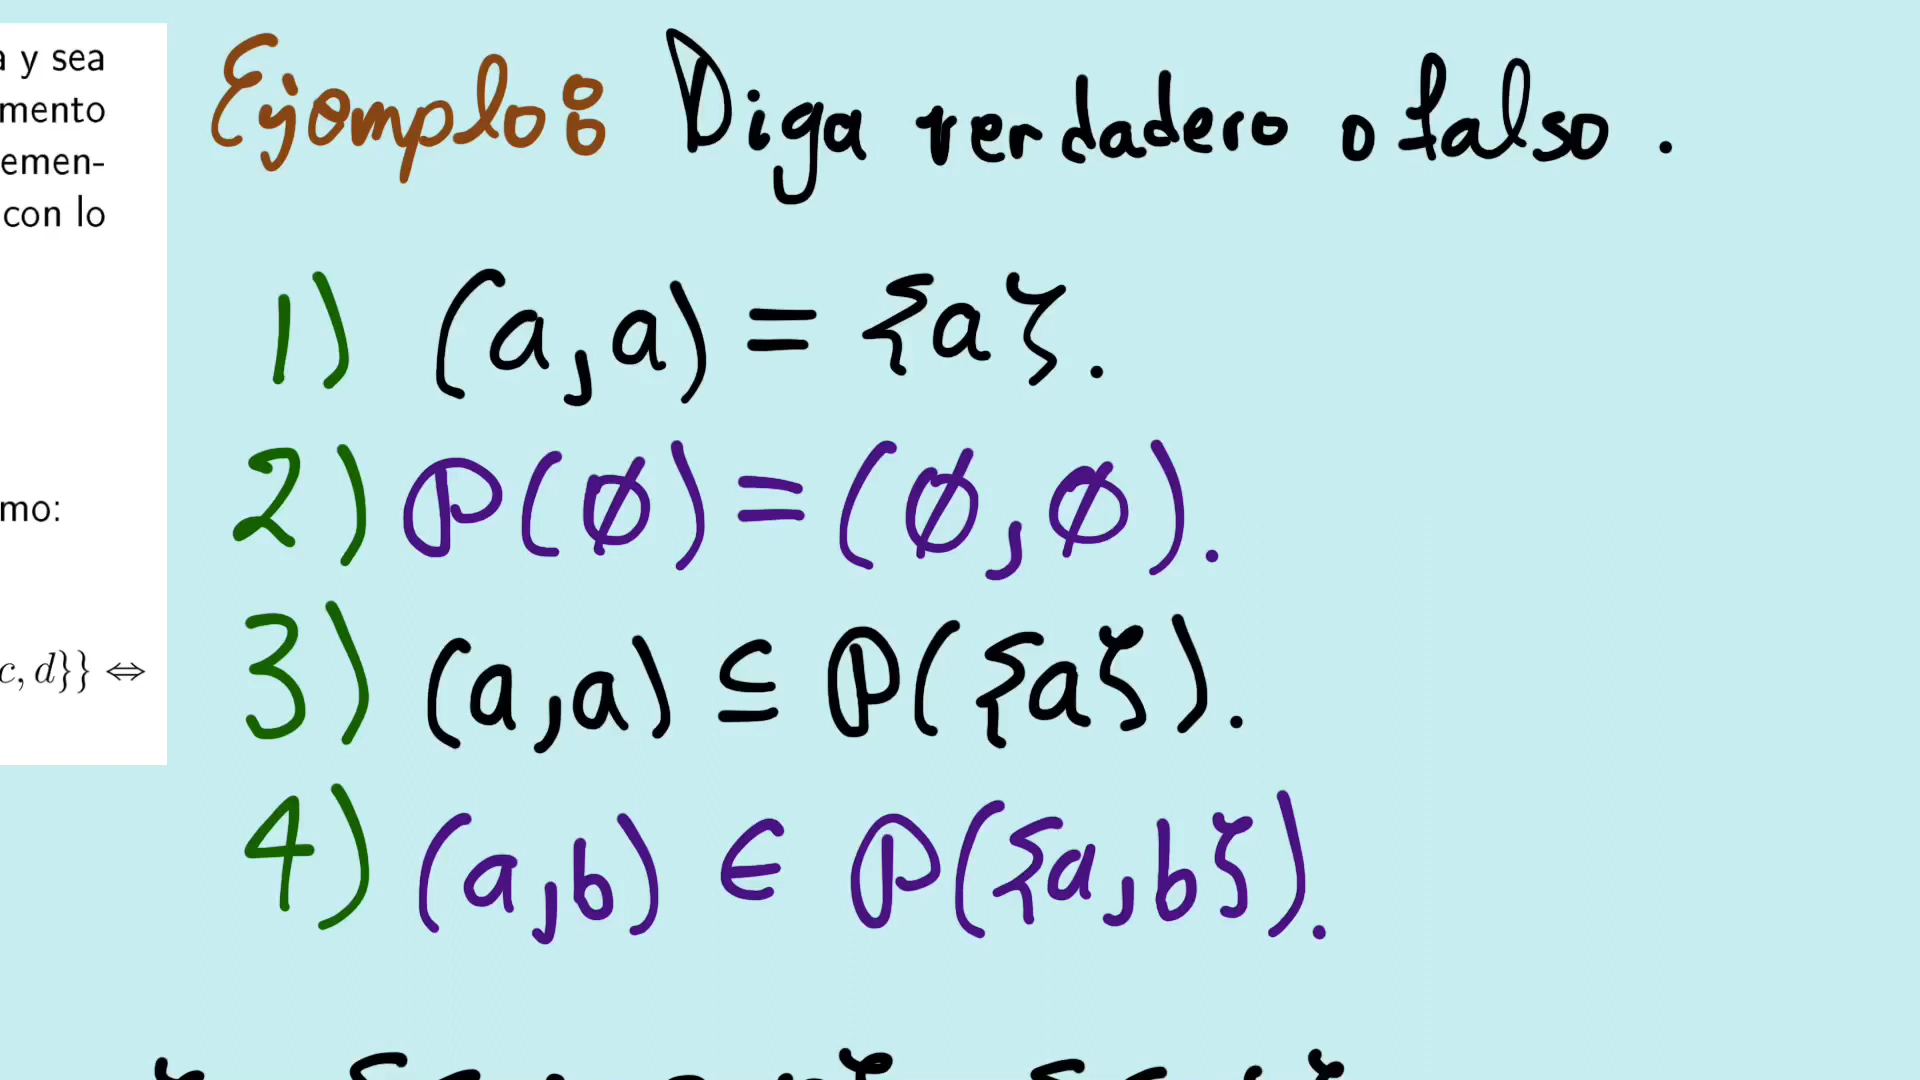 y sea
mento
emen-
con lo
mo:
c, d}} ⇔
Ejemplo: Diga verdadero o falso.
1) (a,a) = {a}.
2) P(∅) = (∅,∅).
3) (a,a) ⊆ P({a}).
4) (a,b) ∈ P({a,b}).